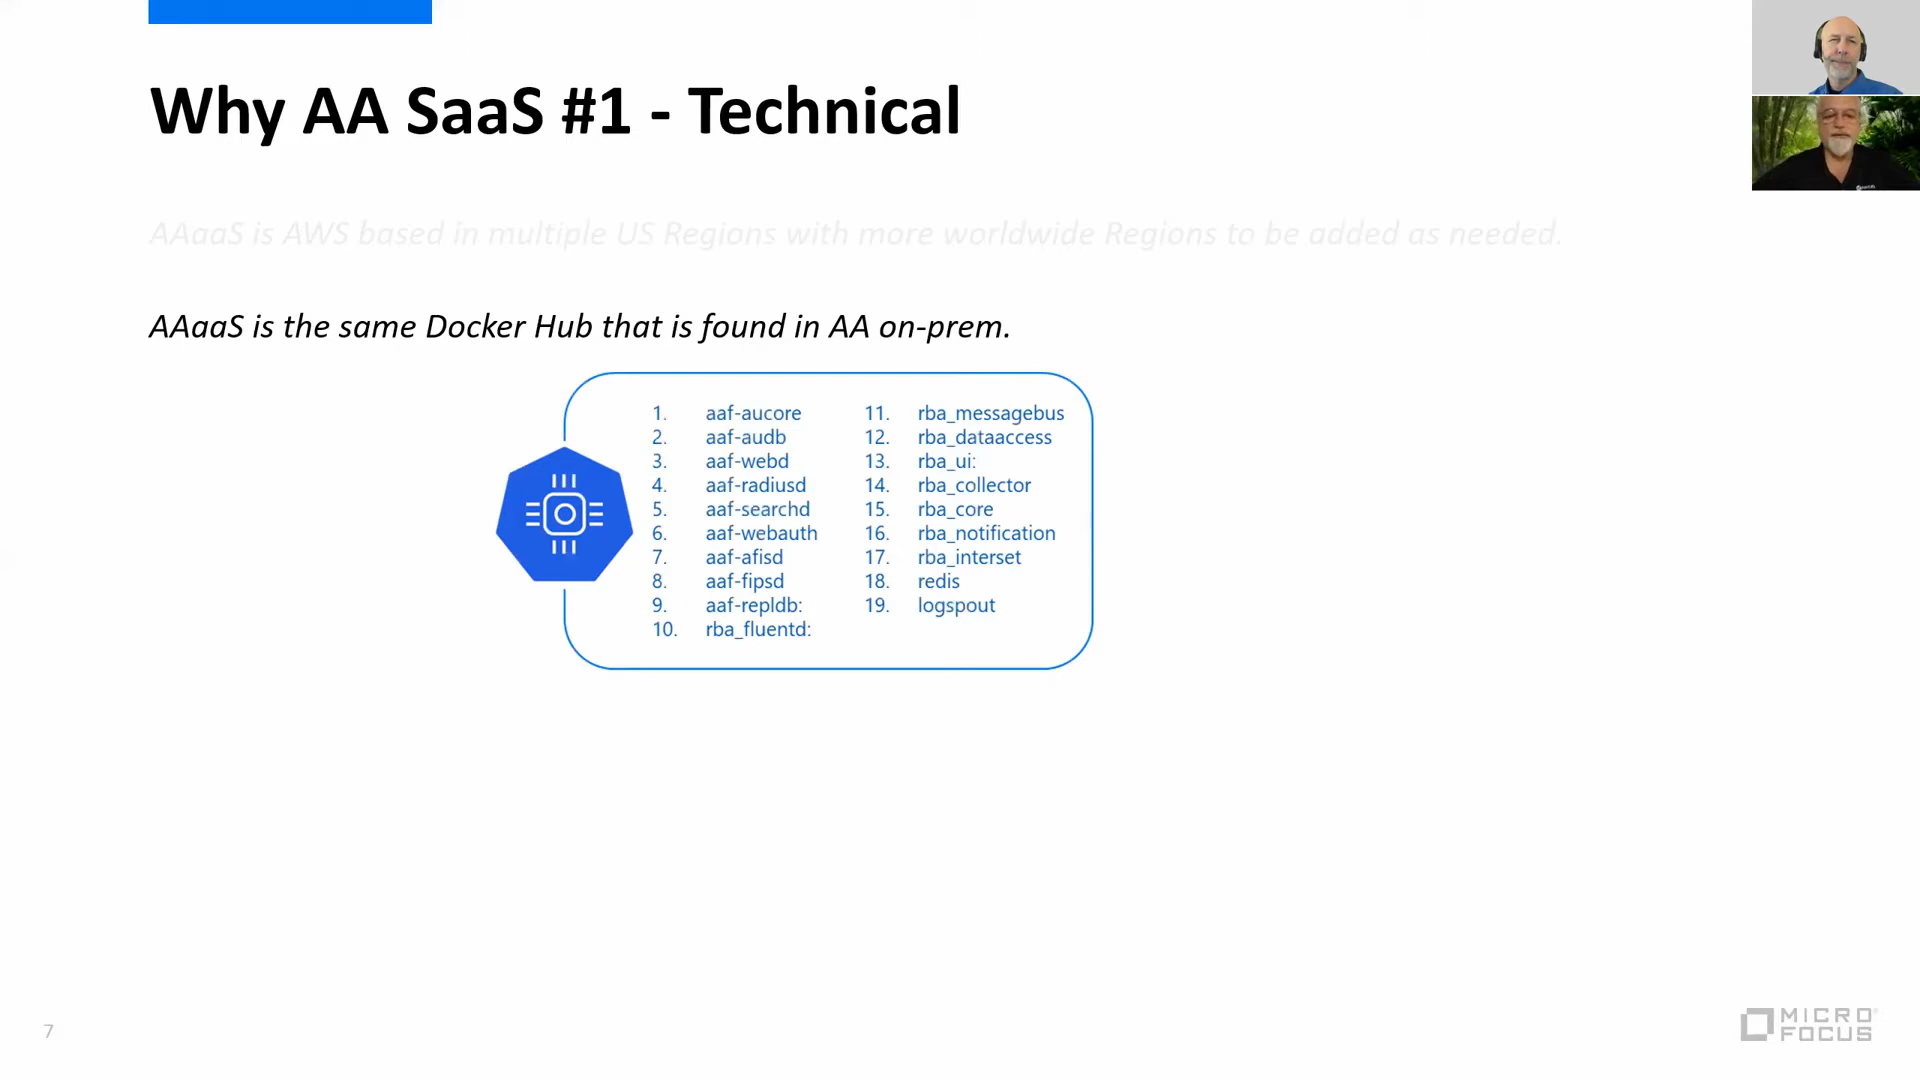 Why AA SaaS #1 - Technical
AAaaS is AWS based in multiple US Regions with more worldwide Regions to be added as needed.
AAaaS is the same Docker Hub that is found in AA on-prem.
1. aaf-aucore
2. aaf-audb
3. aaf-webd
4. aaf-radiusd
5. aaf-searchd
6. aaf-webauth
7. aaf-afisd
8. aaf-fipsd
9. aaf-repldb:
10. rba_fluentd:
11. rba_messagebus
12. rba_dataaccess
13. rba_ui:
14. rba_collector
15. rba_core
16. rba_notification
17. rba_interset
18. redis
19. logspout
7
MICRO
FOCUS